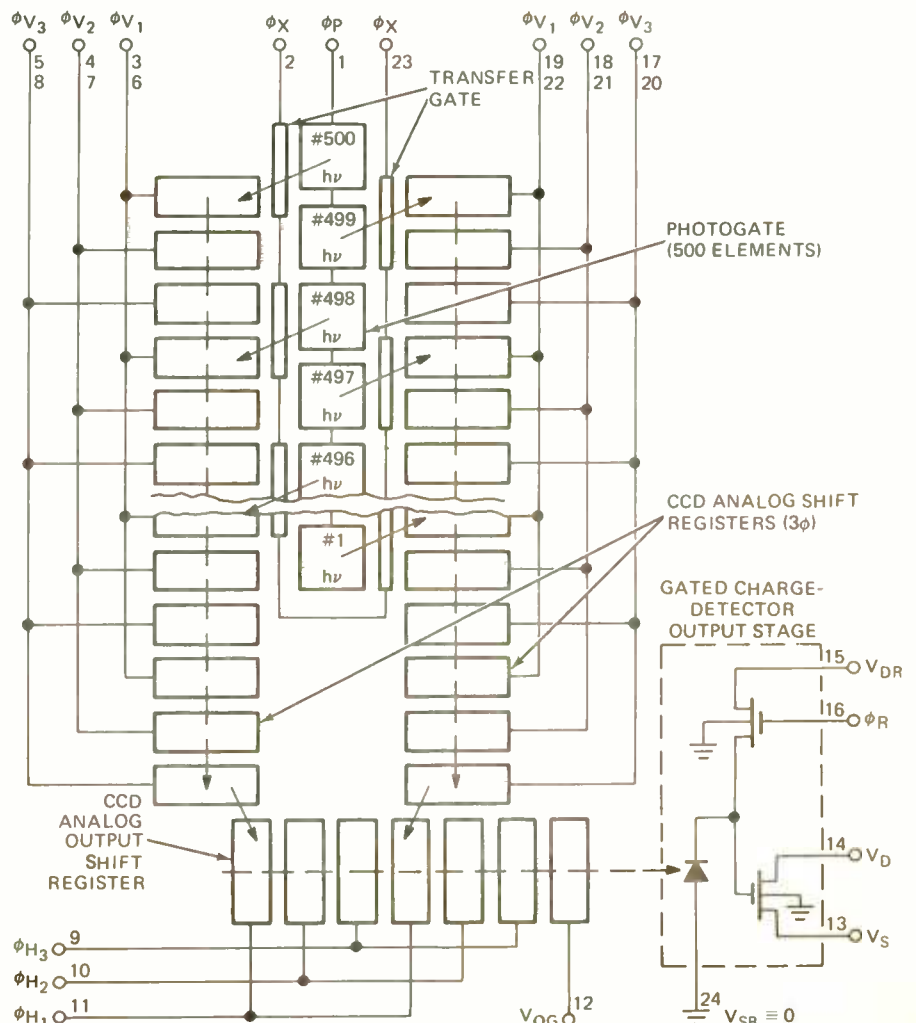 ϕV3 ϕV2 ϕV1 ϕX ϕP ϕX ϕV1 ϕV2 ϕV3
5 4 3 2 1 23 19 18 17
8 7 6 22 21 20
TRANSFER
GATE
#500
hν
#499
hν
PHOTOGATE
(500 ELEMENTS)
#498
hν
#497
hν
#496
hν
CCD ANALOG SHIFT
REGISTERS (3ϕ)
#1
hν
GATED CHARGE-
DETECTOR
OUTPUT STAGE
15 VDR
16 ϕR
CCD
ANALOG
OUTPUT
SHIFT
REGISTER
14 VD
13 VS
ϕH3 9
ϕH2 10
ϕH1 11
VOG 12
24 VSB ≡ 0